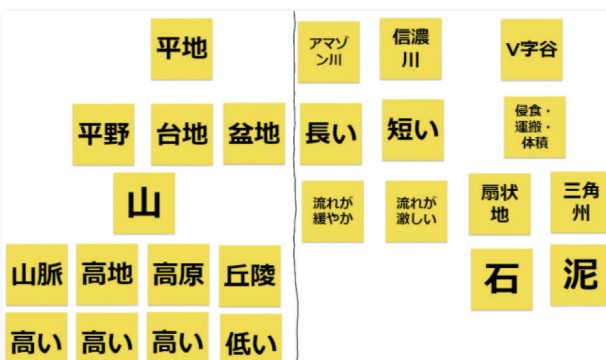 平地
平野
台地
盆地
山
山脈
高地
高原
丘陵
高い
高い
高い
低い
アマゾ
ン川
信濃
川
長い
短い
流れが
緩やか
流れが
激しい
V字谷
侵食・
運搬・
体積
扇状
地
三角
州
石
泥